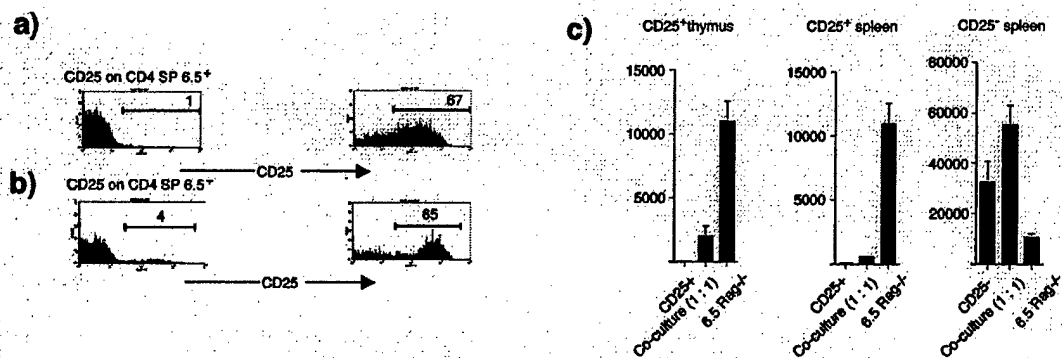 a)
CD25 on CD4 SP 6.5+
1
67
CD25
b)
CD25 on CD4 SP 6.5+
4
65
CD25
c)
CD25+ thymus
15000
10000
5000
CD25+
Co-culture (1 : 1)
6.5 Rag-/-
CD25+ spleen
15000
10000
5000
CD25+
Co-culture (1 : 1)
6.5 Rag-/-
CD25- spleen
80000
60000
40000
20000
CD25-
Co-culture (1 : 1)
6.5 Rag-/-